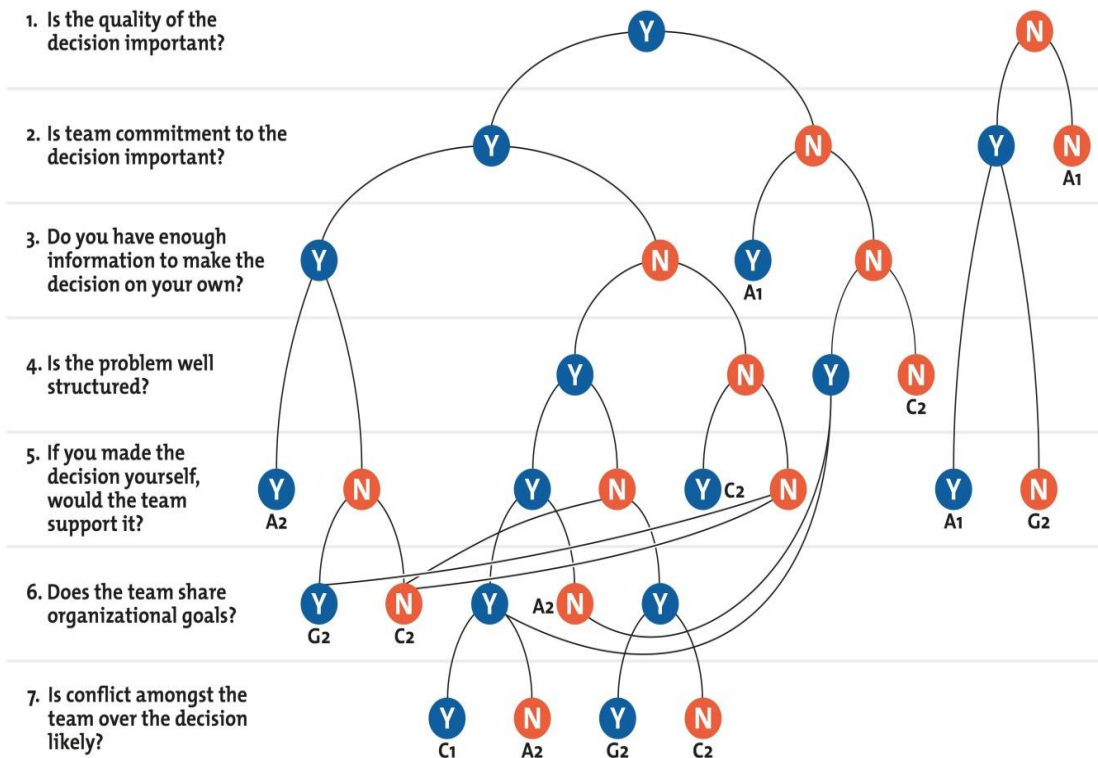 1. Is the quality of the
decision important?
Y
N
2. Is team commitment to the
decision important?
Y
N
Y
N
A1
3. Do you have enough
information to make the
decision on your own?
Y
N
Y
A1
N
4. Is the problem well
structured?
Y
N
Y
N
C2
5. If you made the
decision yourself,
would the team
support it?
Y
A2
N
Y
N
Y C2
N
Y
A1
N
G2
6. Does the team share
organizational goals?
Y
G2
N
C2
Y
A2 N
Y
7. Is conflict amongst the
team over the decision
likely?
Y
C1
N
A2
Y
G2
N
C2